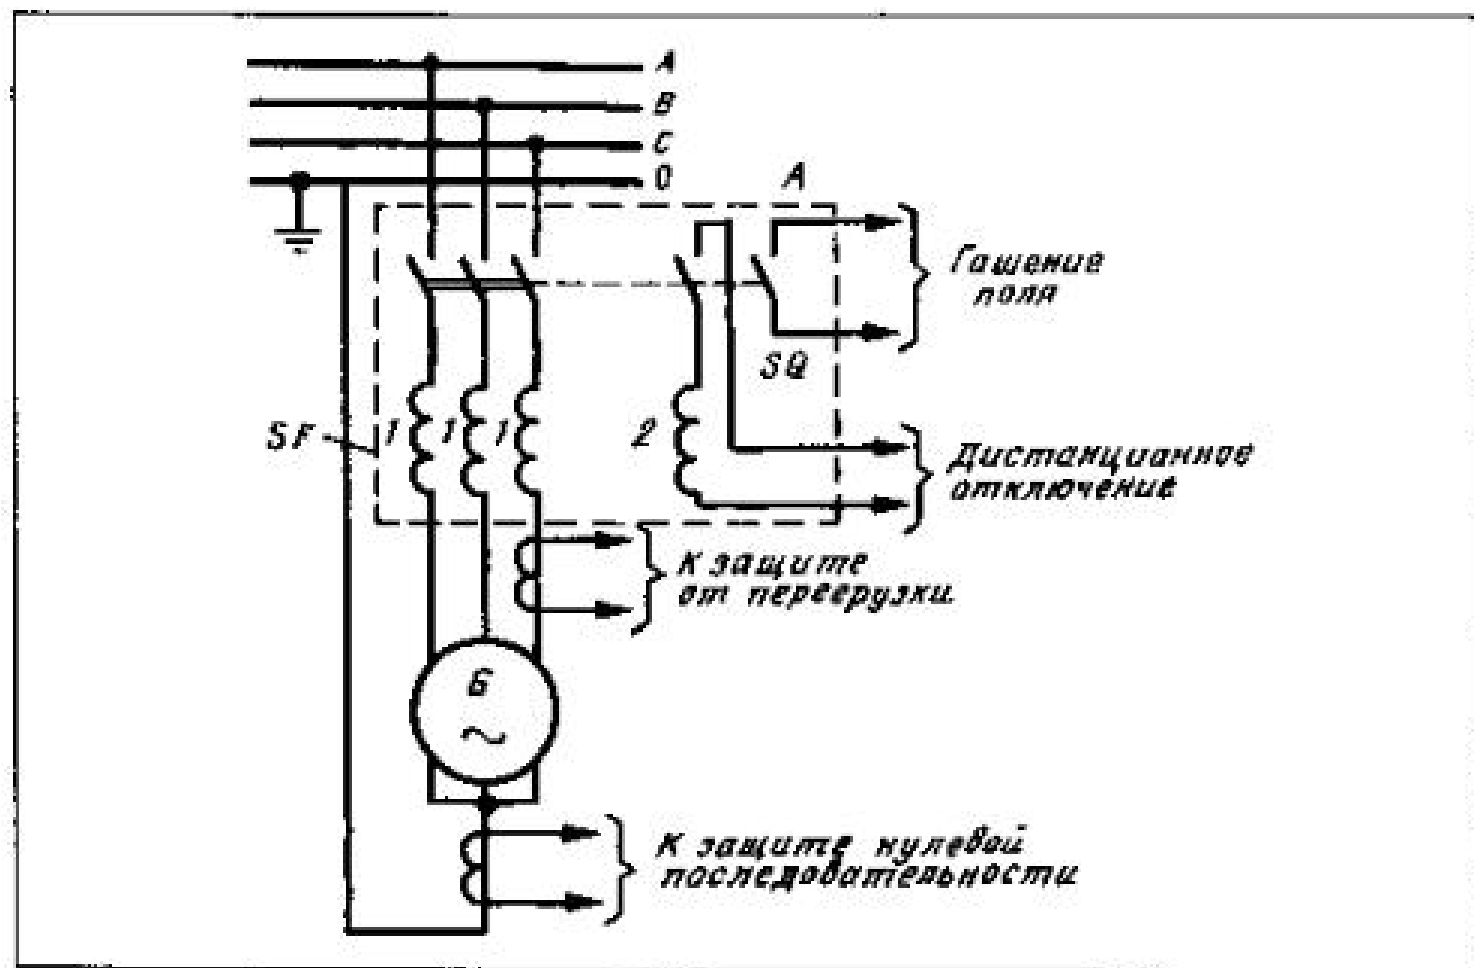 A
B
C
0
A
Гашение
поля
SQ
SF
1
1
1
2
Дистанционное
отключение
К защите
от перегрузки
G
~
К защите нулевой
последовательности